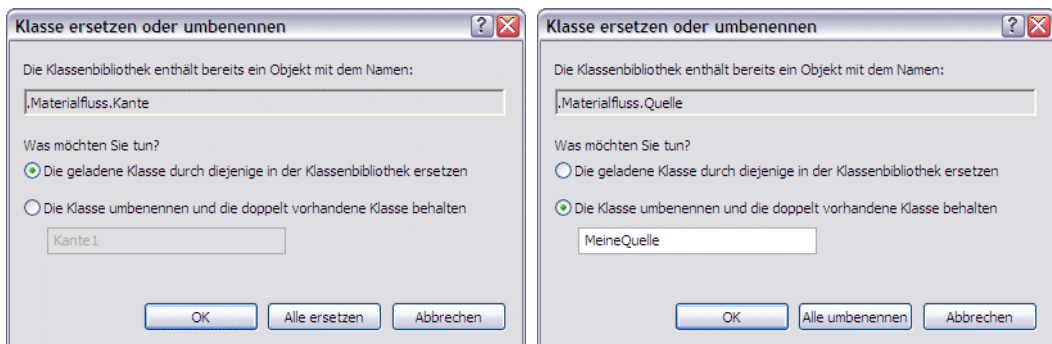 Klasse ersetzen oder umbenennen
Die Klassenbibliothek enthält bereits ein Objekt mit dem Namen:
.Materialfluss.Kante
Was möchten Sie tun?
Die geladene Klasse durch diejenige in der Klassenbibliothek ersetzen
Die Klasse umbenennen und die doppelt vorhandene Klasse behalten
Kante1
OK Alle ersetzen Abbrechen
Klasse ersetzen oder umbenennen
Die Klassenbibliothek enthält bereits ein Objekt mit dem Namen:
.Materialfluss.Quelle
Was möchten Sie tun?
Die geladene Klasse durch diejenige in der Klassenbibliothek ersetzen
Die Klasse umbenennen und die doppelt vorhandene Klasse behalten
MeineQuelle
OK Alle umbenennen Abbrechen